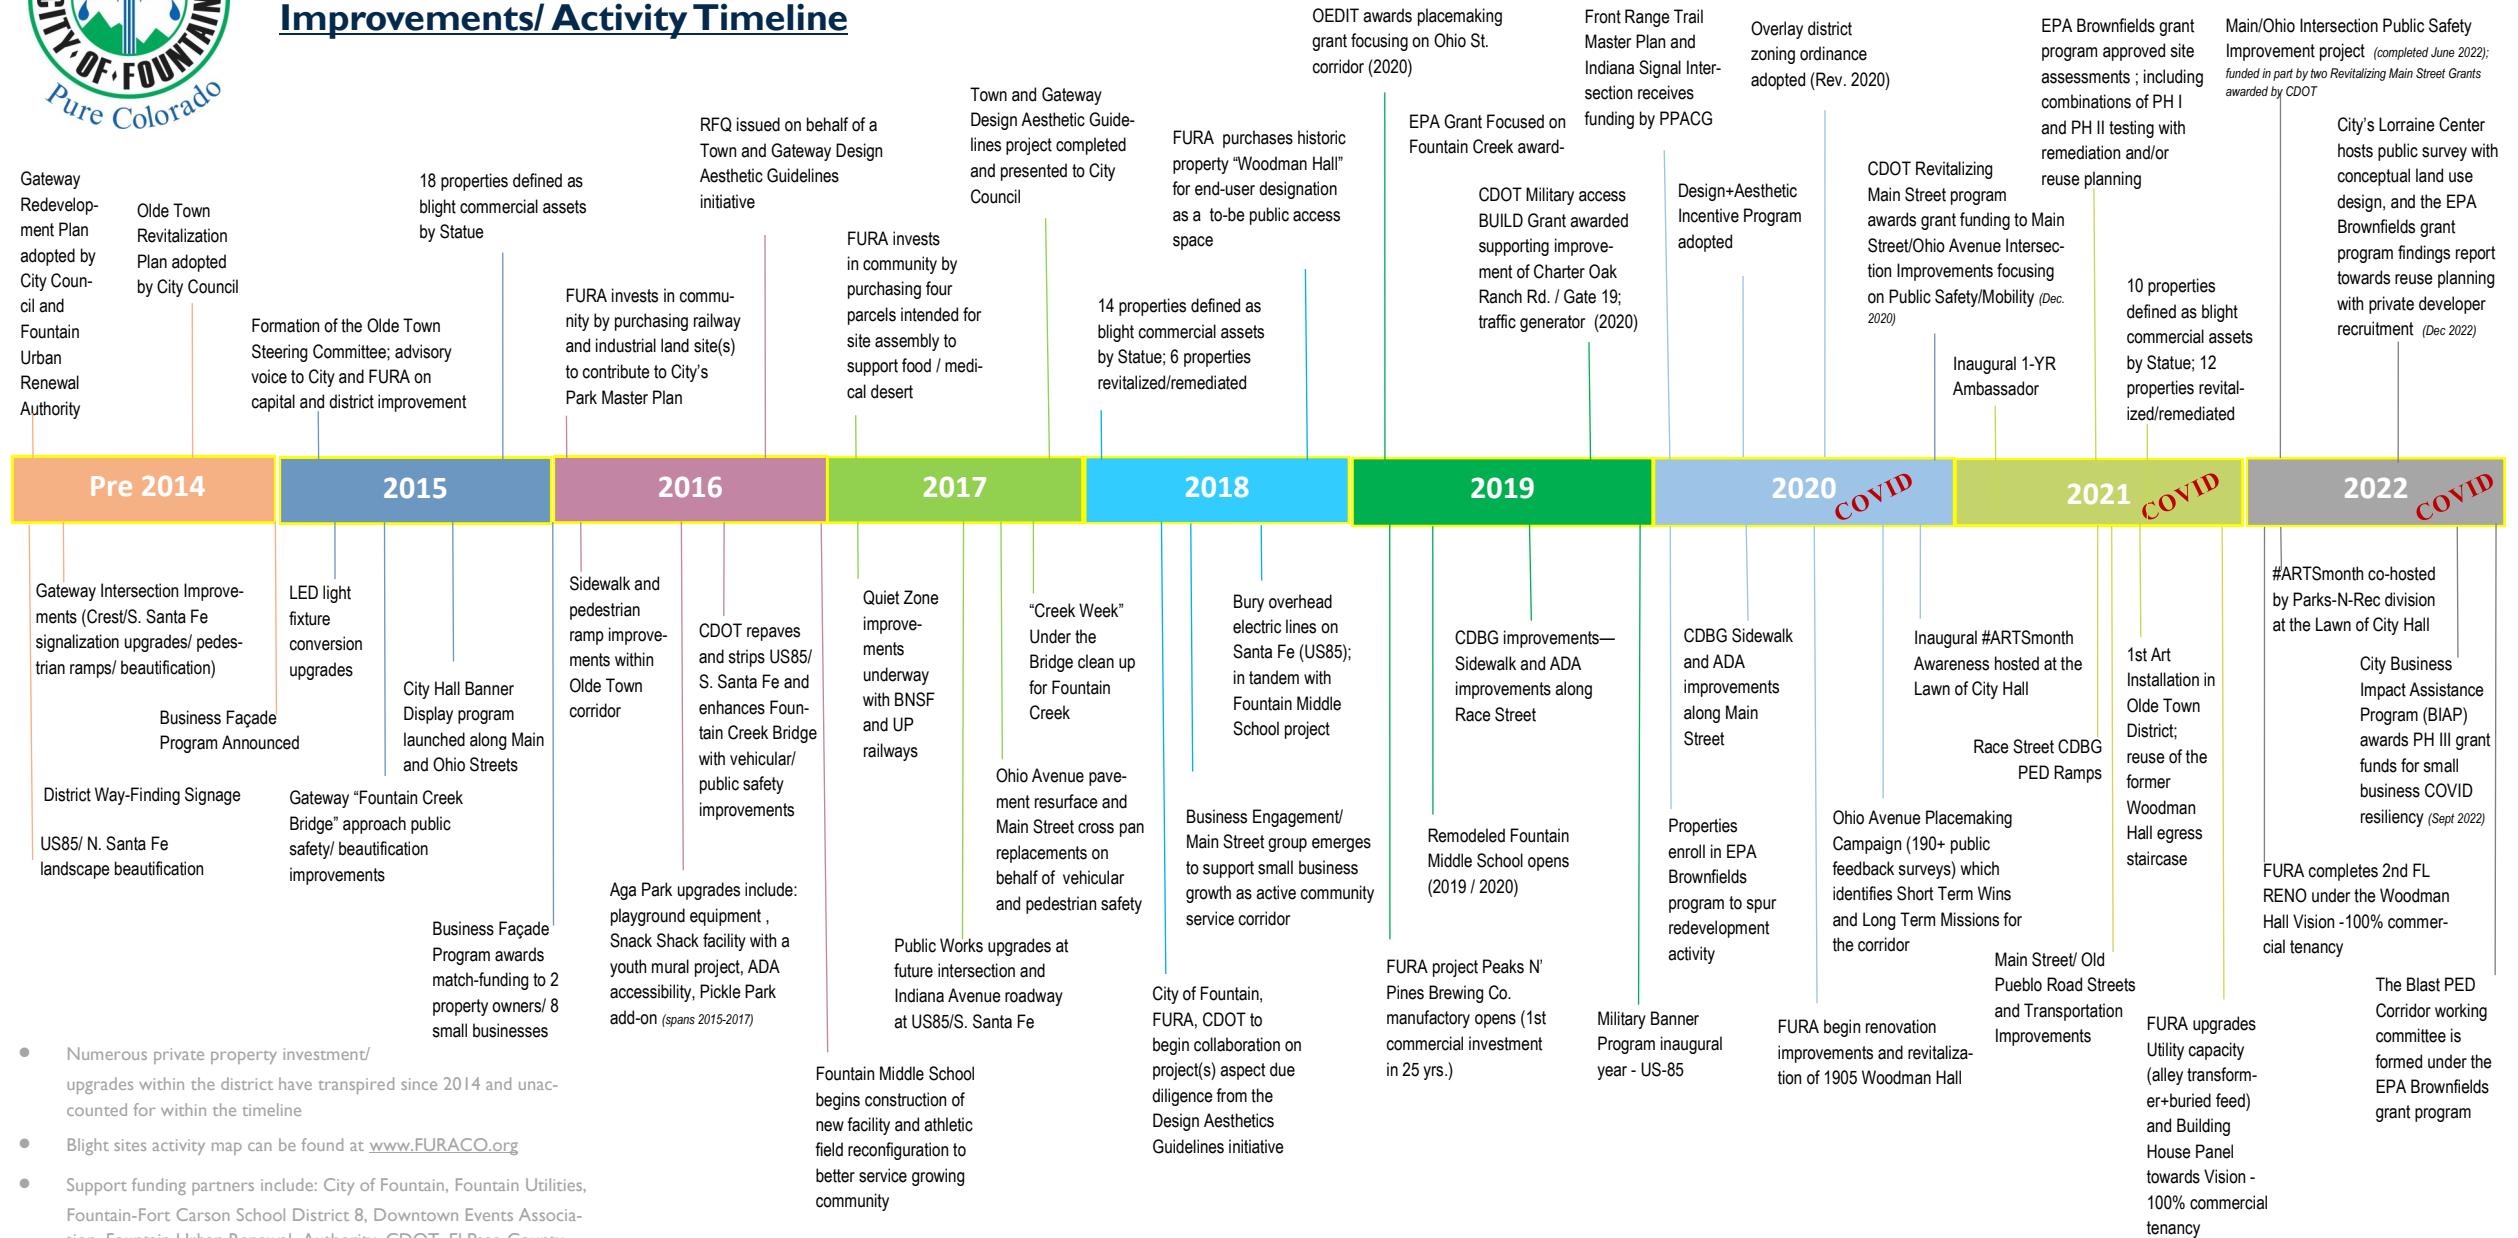 CITY OF FOUNTAIN
Pure Colorado
Improvements/ Activity Timeline
Gateway
Redevelop-
ment Plan
adopted by
City Coun-
cil and
Fountain
Urban
Renewal
Authority
Olde Town
Revitalization
Plan adopted
by City Council
Formation of the Olde Town
Steering Committee; advisory
voice to City and FURA on
capital and district improvement
18 properties defined as
blight commercial assets
by Statue
FURA invests in commu-
nity by purchasing railway
and industrial land site(s)
to contribute to City’s
Park Master Plan
RFQ issued on behalf of a
Town and Gateway Design
Aesthetic Guidelines
initiative
FURA invests
in community by
purchasing four
parcels intended for
site assembly to
support food / medi-
cal desert
Town and Gateway
Design Aesthetic Guide-
lines project completed
and presented to City
Council
14 properties defined as
blight commercial assets
by Statue; 6 properties
revitalized/remediated
FURA purchases historic
property “Woodman Hall”
for end-user designation
as a to-be public access
space
OEDIT awards placemaking
grant focusing on Ohio St.
corridor (2020)
EPA Grant Focused on
Fountain Creek award-
CDOT Military access
BUILD Grant awarded
supporting improve-
ment of Charter Oak
Ranch Rd. / Gate 19;
traffic generator (2020)
Front Range Trail
Master Plan and
Indiana Signal Inter-
section receives
funding by PPACG
Design+Aesthetic
Incentive Program
adopted
Overlay district
zoning ordinance
adopted (Rev. 2020)
CDOT Revitalizing
Main Street program
awards grant funding to Main
Street/Ohio Avenue Intersec-
tion Improvements focusing
on Public Safety/Mobility (Dec.
2020)
Inaugural 1-YR
Ambassador
EPA Brownfields grant
program approved site
assessments ; including
combinations of PH I
and PH II testing with
remediation and/or
reuse planning
10 properties
defined as blight
commercial assets
by Statue; 12
properties revital-
ized/remediated
Main/Ohio Intersection Public Safety
Improvement project (completed June 2022);
funded in part by two Revitalizing Main Street Grants
awarded by CDOT
City’s Lorraine Center
hosts public survey with
conceptual land use
design, and the EPA
Brownfields grant
program findings report
towards reuse planning
with private developer
recruitment (Dec 2022)
Pre 2014
2015
2016
2017
2018
2019
2020 COVID
2021 COVID
2022 COVID
Gateway Intersection Improve-
ments (Crest/S. Santa Fe
signalization upgrades/ pedes-
trian ramps/ beautification)
Business Façade
Program Announced
District Way-Finding Signage
US85/ N. Santa Fe
landscape beautification
LED light
fixture
conversion
upgrades
City Hall Banner
Display program
launched along Main
and Ohio Streets
Gateway “Fountain Creek
Bridge” approach public
safety/ beautification
improvements
Business Façade
Program awards
match-funding to 2
property owners/ 8
small businesses
Sidewalk and
pedestrian
ramp improve-
ments within
Olde Town
corridor
CDOT repaves
and strips US85/
S. Santa Fe and
enhances Foun-
tain Creek Bridge
with vehicular/
public safety
improvements
Aga Park upgrades include:
playground equipment ,
Snack Shack facility with a
youth mural project, ADA
accessibility, Pickle Park
add-on (spans 2015-2017)
Fountain Middle School
begins construction of
new facility and athletic
field reconfiguration to
better service growing
community
Quiet Zone
improve-
ments
underway
with BNSF
and UP
railways
“Creek Week”
Under the
Bridge clean up
for Fountain
Creek
Ohio Avenue pave-
ment resurface and
Main Street cross pan
replacements on
behalf of vehicular
and pedestrian safety
Public Works upgrades at
future intersection and
Indiana Avenue roadway
at US85/S. Santa Fe
Bury overhead
electric lines on
Santa Fe (US85);
in tandem with
Fountain Middle
School project
Business Engagement/
Main Street group emerges
to support small business
growth as active community
service corridor
City of Fountain,
FURA, CDOT to
begin collaboration on
project(s) aspect due
diligence from the
Design Aesthetics
Guidelines initiative
CDBG improvements—
Sidewalk and ADA
improvements along
Race Street
Remodeled Fountain
Middle School opens
(2019 / 2020)
FURA project Peaks N’
Pines Brewing Co.
manufactory opens (1st
commercial investment
in 25 yrs.)
Military Banner
Program inaugural
year - US-85
CDBG Sidewalk
and ADA
improvements
along Main
Street
Properties
enroll in EPA
Brownfields
program to spur
redevelopment
activity
Inaugural #ARTSmonth
Awareness hosted at the
Lawn of City Hall
Ohio Avenue Placemaking
Campaign (190+ public
feedback surveys) which
identifies Short Term Wins
and Long Term Missions for
the corridor
FURA begin renovation
improvements and revitaliza-
tion of 1905 Woodman Hall
Race Street CDBG
PED Ramps
Main Street/ Old
Pueblo Road Streets
and Transportation
Improvements
1st Art
Installation in
Olde Town
District;
reuse of the
former
Woodman
Hall egress
staircase
FURA upgrades
Utility capacity
(alley transform-
er+buried feed)
and Building
House Panel
towards Vision -
100% commercial
tenancy
#ARTSmonth co-hosted
by Parks-N-Rec division
at the Lawn of City Hall
City Business
Impact Assistance
Program (BIAP)
awards PH III grant
funds for small
business COVID
resiliency (Sept 2022)
FURA completes 2nd FL
RENO under the Woodman
Hall Vision -100% commer-
cial tenancy
The Blast PED
Corridor working
committee is
formed under the
EPA Brownfields
grant program
● Numerous private property investment/
upgrades within the district have transpired since 2014 and unac-
counted for within the timeline
● Blight sites activity map can be found at www.FURACO.org
● Support funding partners include: City of Fountain, Fountain Utilities,
Fountain-Fort Carson School District 8, Downtown Events Associa-
tion, Fountain Urban Renewal Authority, CDOT, El Paso County